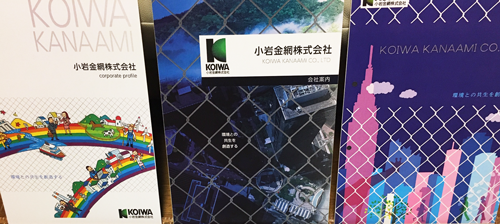 KOIWA
KANAAMI
小岩金網株式会社
corporate profile
環境との共生を創造する
KOIWA
小岩金網株式会社
KOIWA
小岩金網株式会社
小岩金網株式会社
KOIWA KANAAMI CO., LTD
会社案内
環境との
共生を
創造する
KOIWA KANAAMI CO.
環境との共生を創